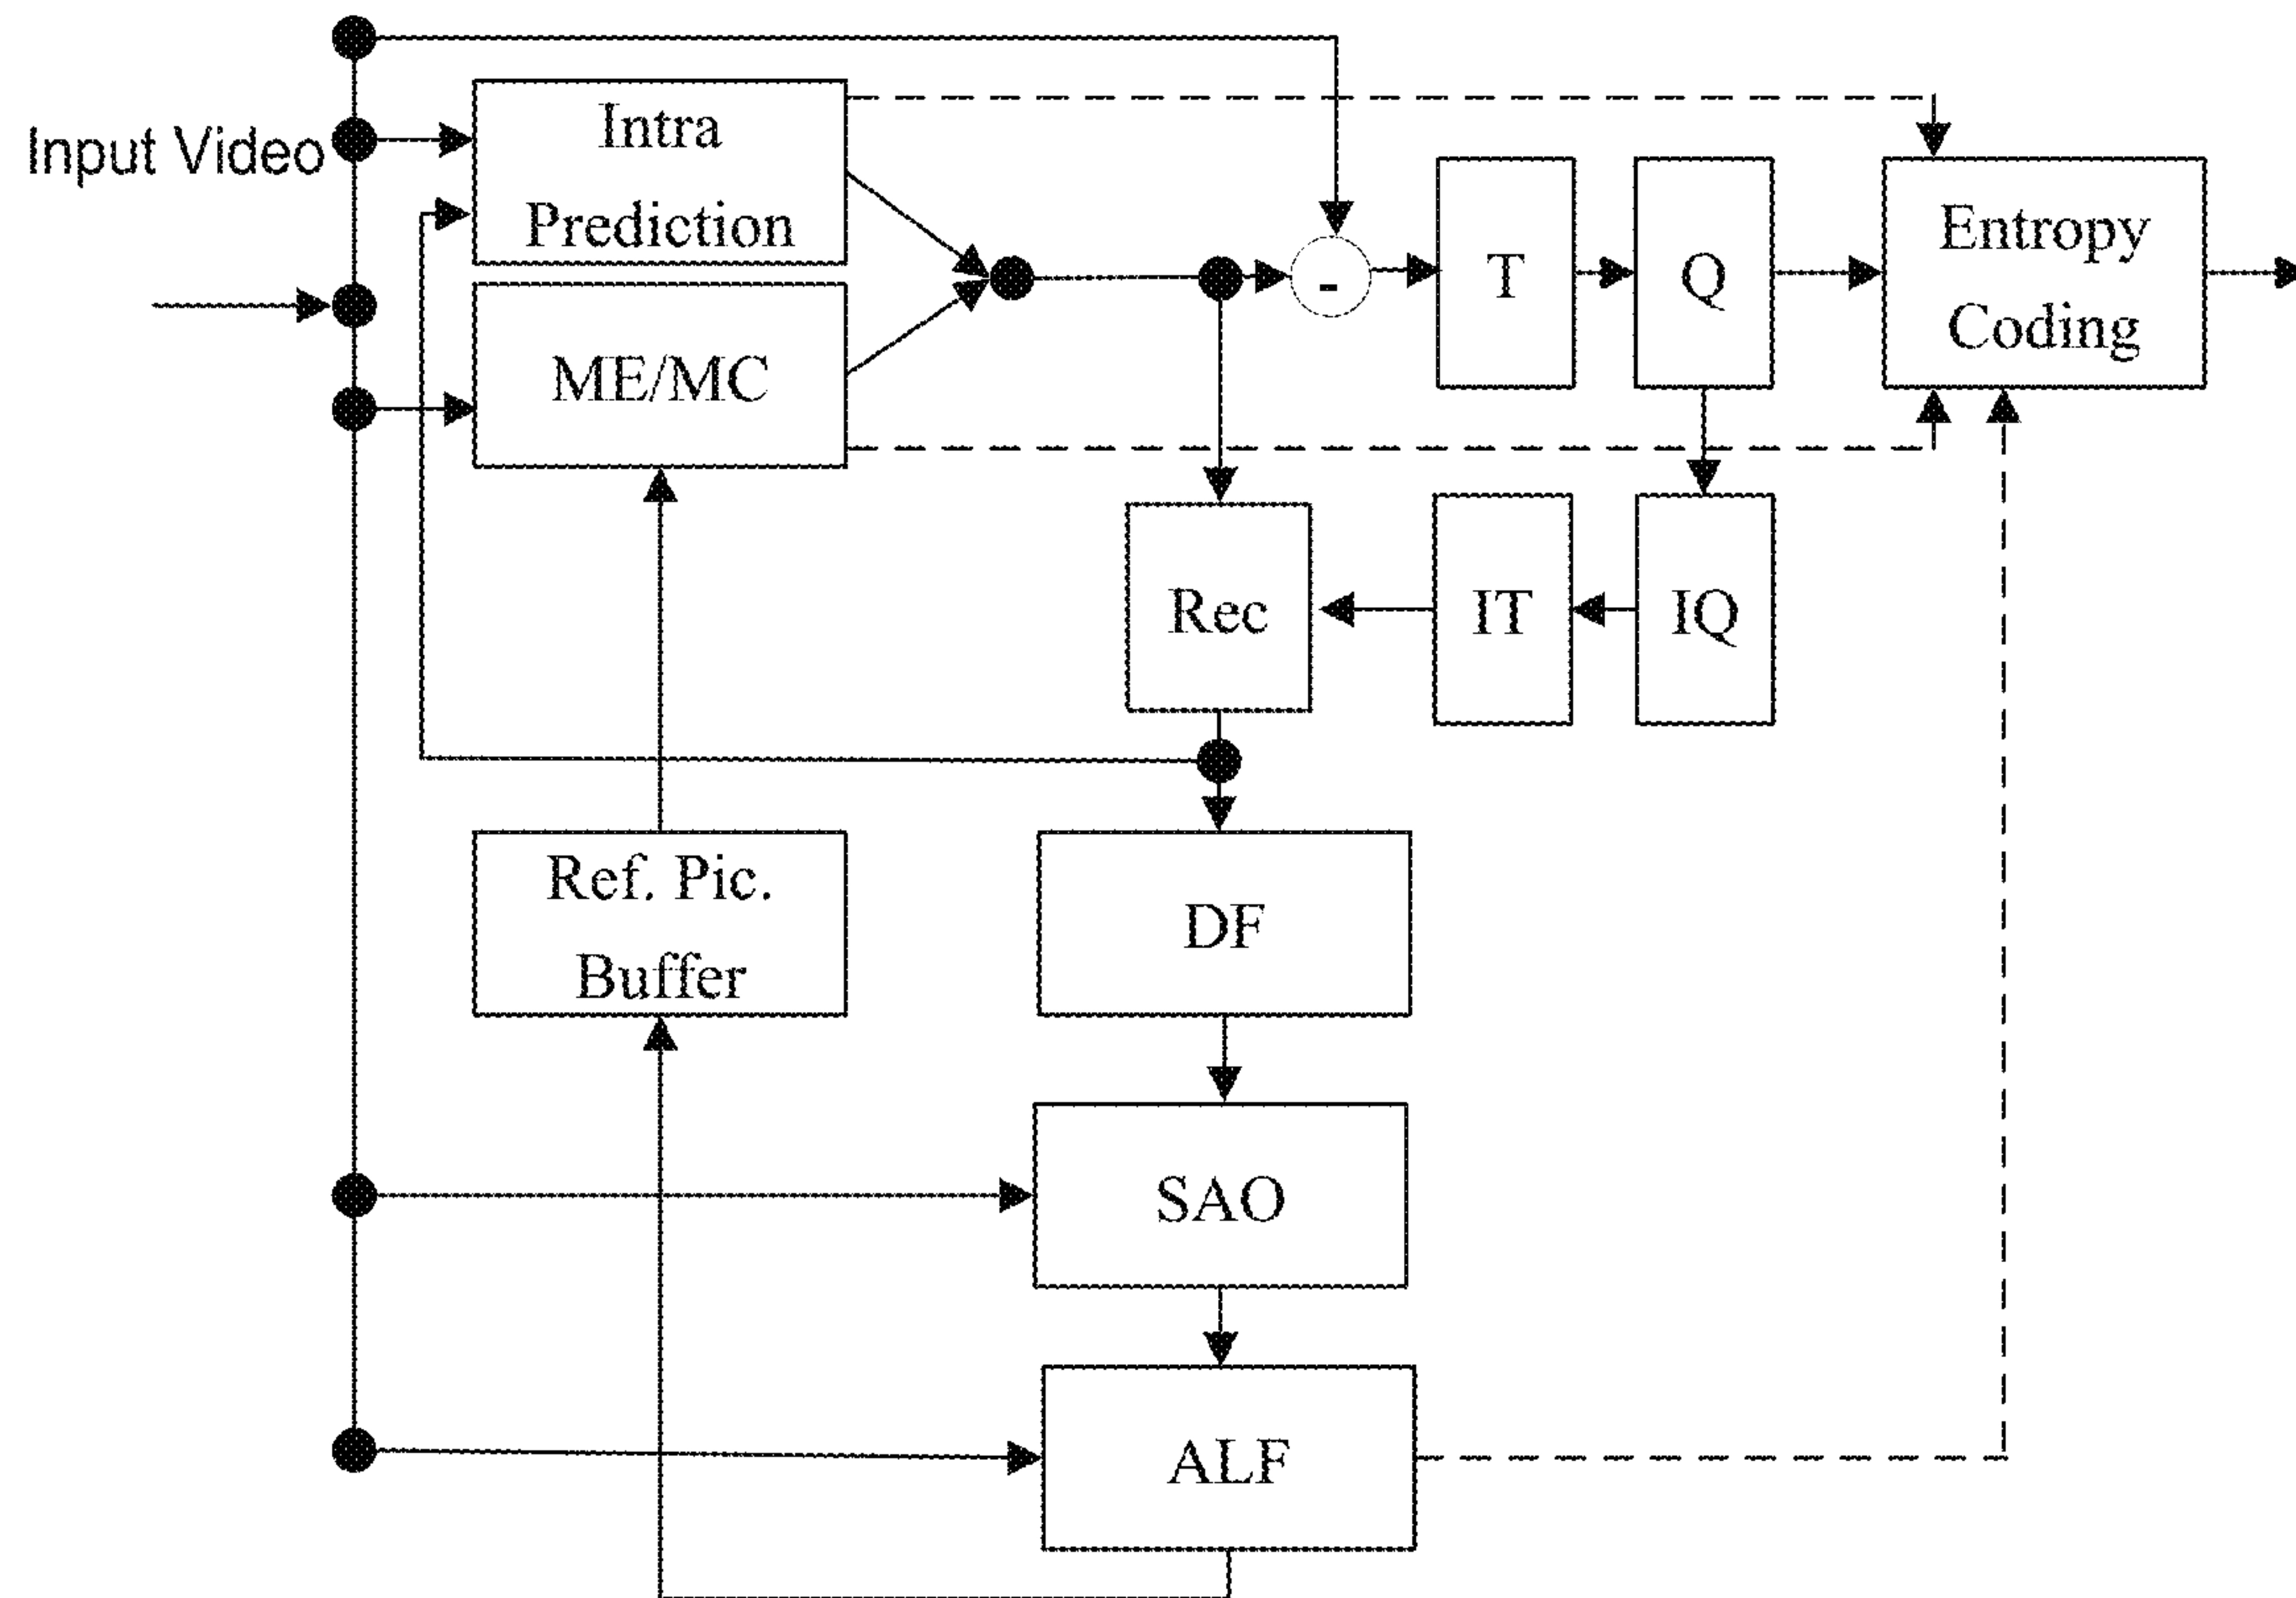 Input Video
Intra
Prediction
ME/MC
-
T
Q
Entropy
Coding
Rec
IT
IQ
Ref. Pic.
Buffer
DF
SAO
ALF